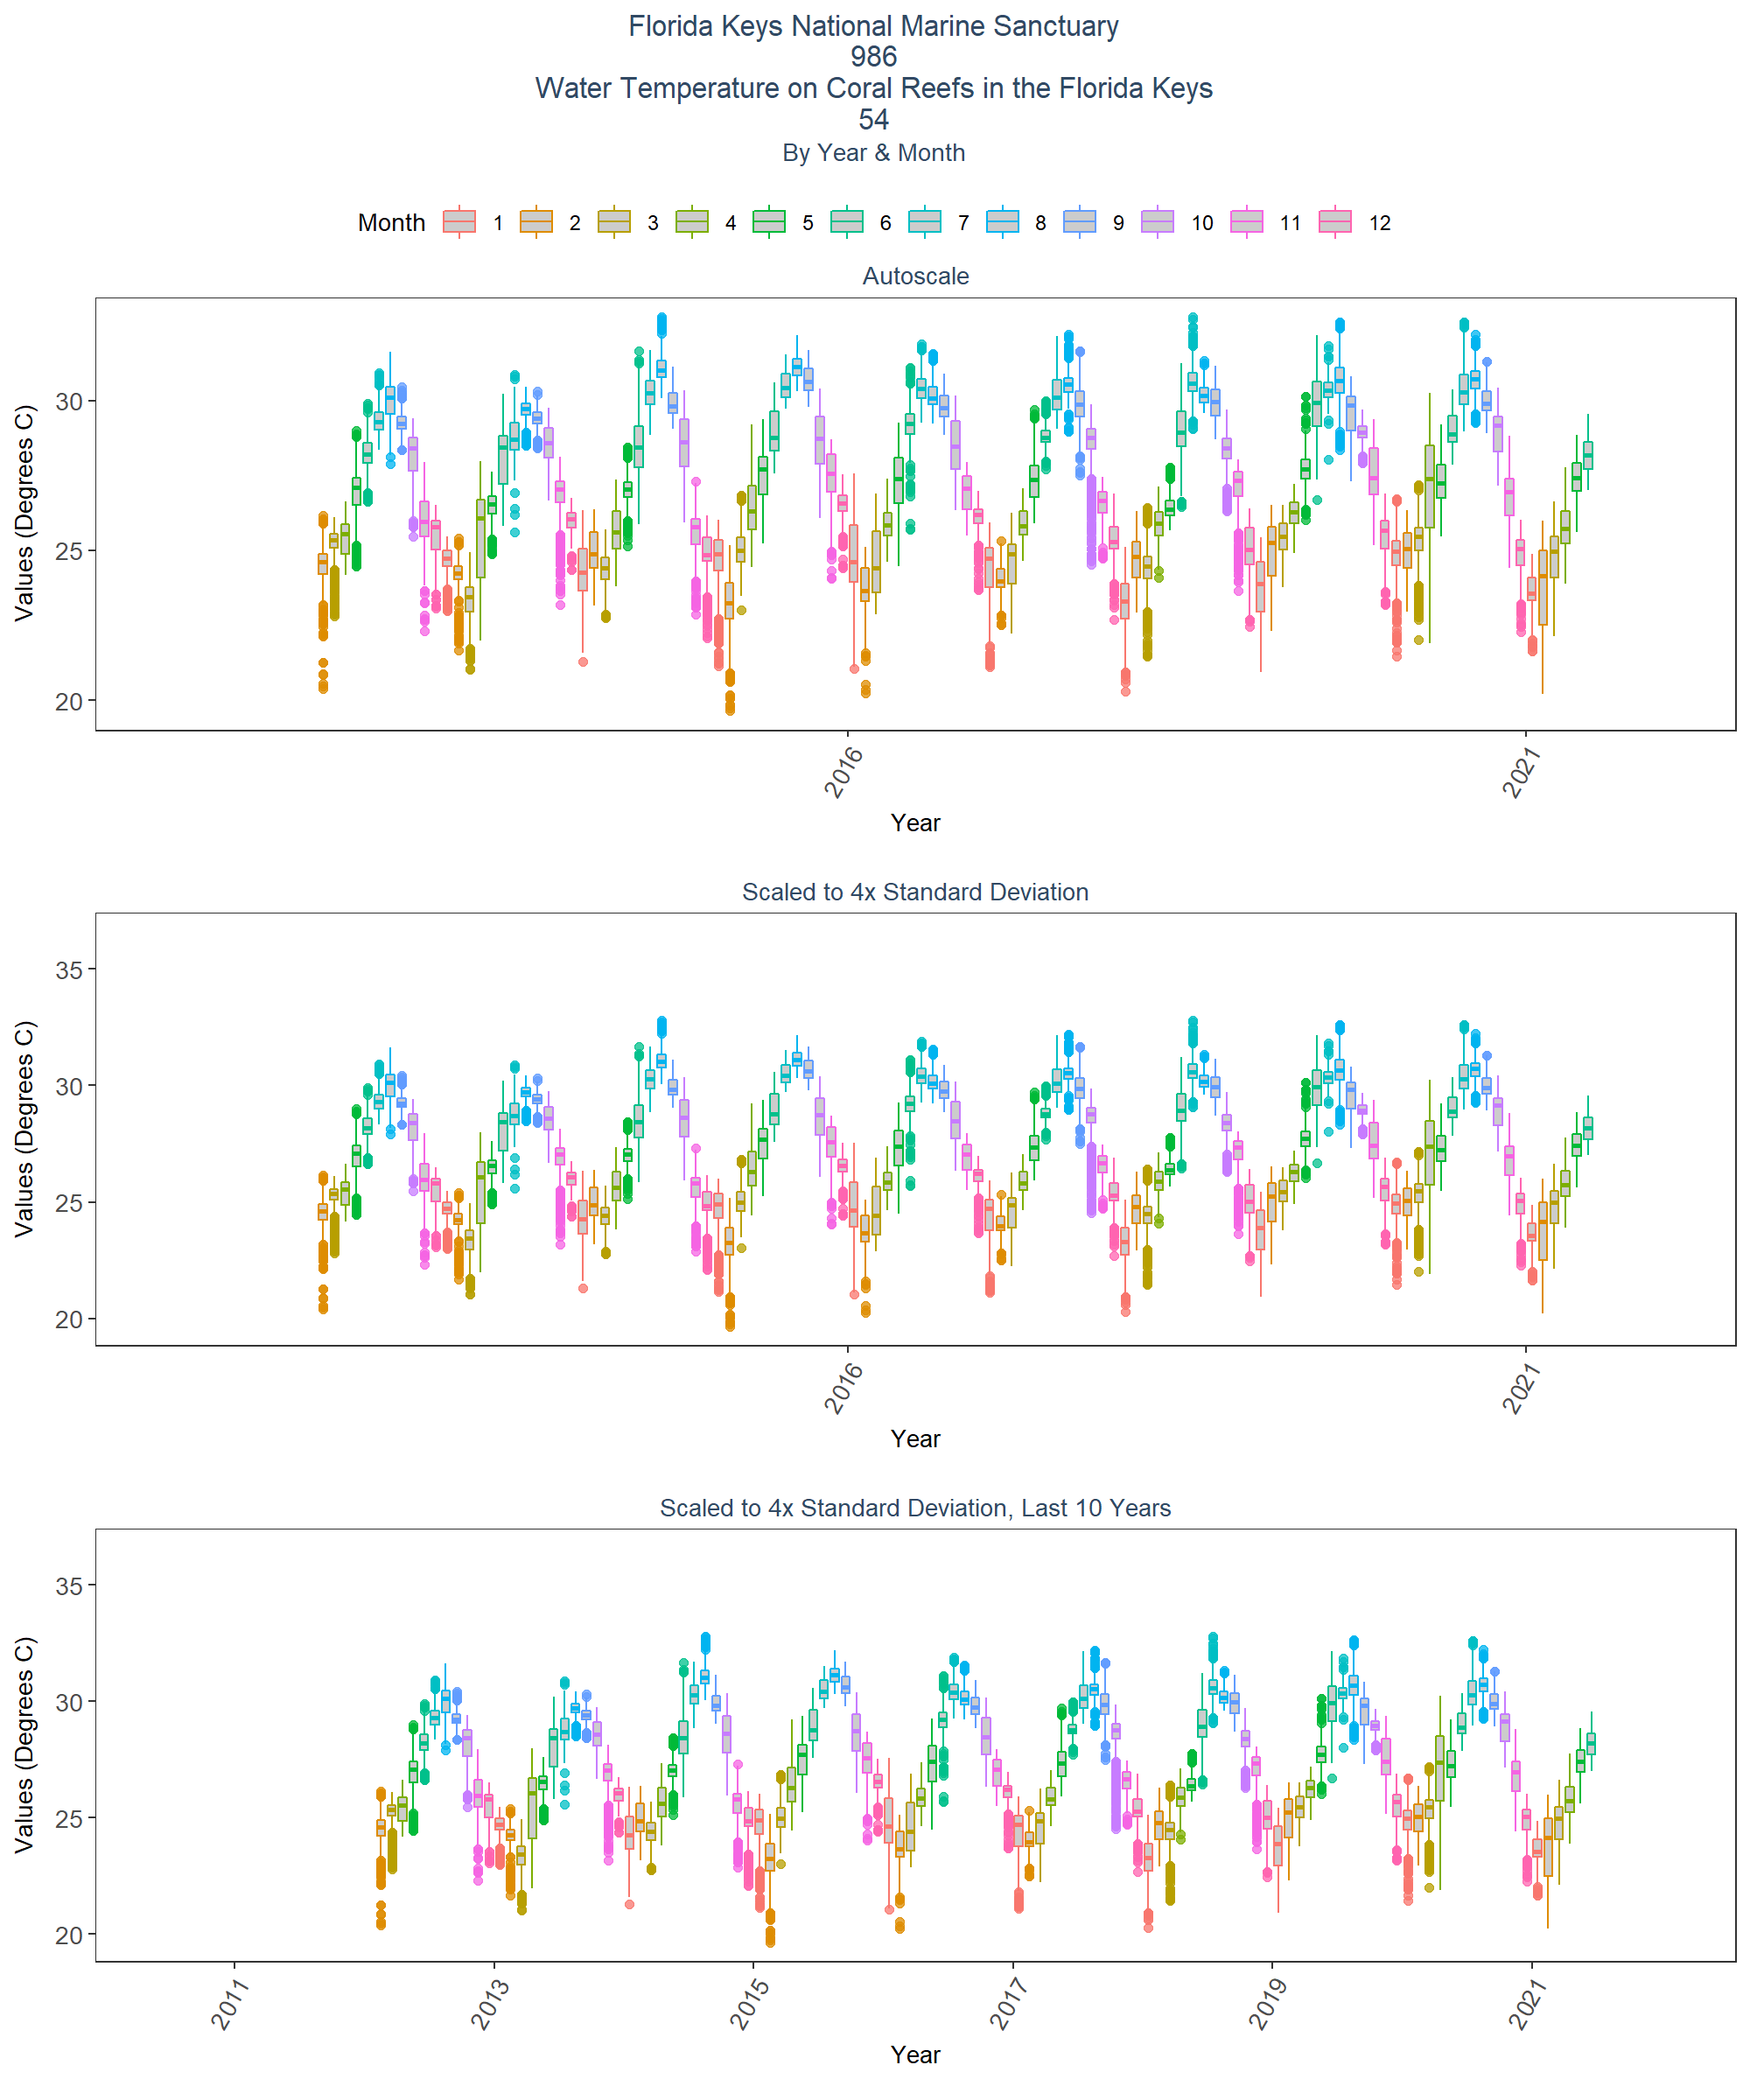 Florida Keys National Marine Sanctuary
986
Water Temperature on Coral Reefs in the Florida Keys
54
By Year & Month
Month 1 2 3 4 5 6 7 8 9 10 11 12
Autoscale
Values (Degrees C)
30
25
20
2016 2021
Year
Scaled to 4x Standard Deviation
Values (Degrees C)
35
30
25
20
2016 2021
Year
Scaled to 4x Standard Deviation, Last 10 Years
Values (Degrees C)
35
30
25
20
2011 2013 2015 2017 2019 2021
Year